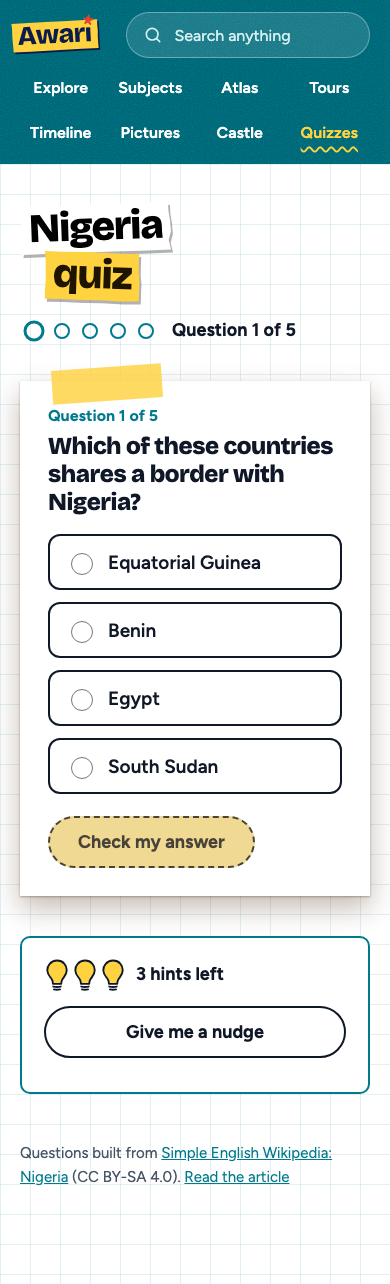 Awari
Search anything
Explore Subjects Atlas Tours
Timeline Pictures Castle Quizzes
Nigeria
quiz
Question 1 of 5
Question 1 of 5
Which of these countries
shares a border with
Nigeria?
Equatorial Guinea
Benin
Egypt
South Sudan
Check my answer
3 hints left
Give me a nudge
Questions built from Simple English Wikipedia:
Nigeria (CC BY-SA 4.0). Read the article